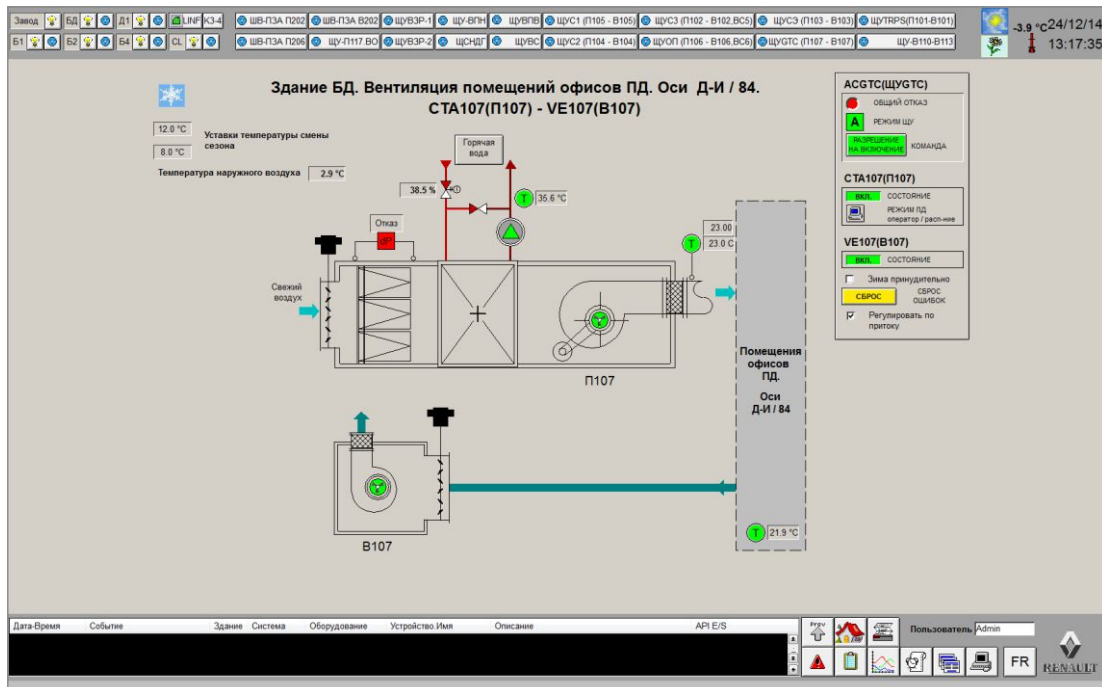 Завод БД Д1 LINF КЗ-4 ШВ-ПЗА П202 ШВ-ПЗА В202 ЩУВЗР-1 ЩУ-ВПН ЩУВПВ ЩУС1 (П105 - В105) ЩУС3 (П102 - В102,ВС5) ЩУСЭ (П103 - В103) ЩУТРPS(П101-В101)
-3.9 °C 24/12/14
Б1 Б2 Б4 CL ШВ-ПЗА П206 ЩУ-П117.ВО ЩУВЗР-2 ЩСНДГ ЩУВС ЩУС2 (П104 - В104) ЩУОП (П106 - В106.ВС6) ЩУGTC (П107 - В107) ЩУ-В110-В113
13:17:35
Здание БД. Вентиляция помещений офисов ПД. Оси Д-И / 84.
СТА107(П107) - VE107(В107)
12.0 °C
8.0 °C
Уставки температуры смены
сезона
Температура наружного воздуха 2.9 °C
Горячая
вода
38.5 %
T 35.6 °C
Отказ
dP
23.00
T 23.0 C
Свежий
воздух
П107
Помещения
офисов
ПД.
Оси
Д-И / 84
T 21.9 °C
В107
ACGTC(ЩУGTC)
ОБЩИЙ ОТКАЗ
A РЕЖИМ ЩУ
РАЗРЕШЕНИЕ
НА ВКЛЮЧЕНИЕ КОМАНДА
СТА107(П107)
ВКЛ. СОСТОЯНИЕ
РЕЖИМ ПД
оператор / расп-ние
VE107(В107)
ВКЛ. СОСТОЯНИЕ
Зима принудительно
СБРОС СБРОС
ОШИБОК
Регулировать по
притоку
Дата-Время Событие Здание Система Оборудование Устройство.Имя Описание API E/S
Prev
Пользователь Admin
FR
RENAULT